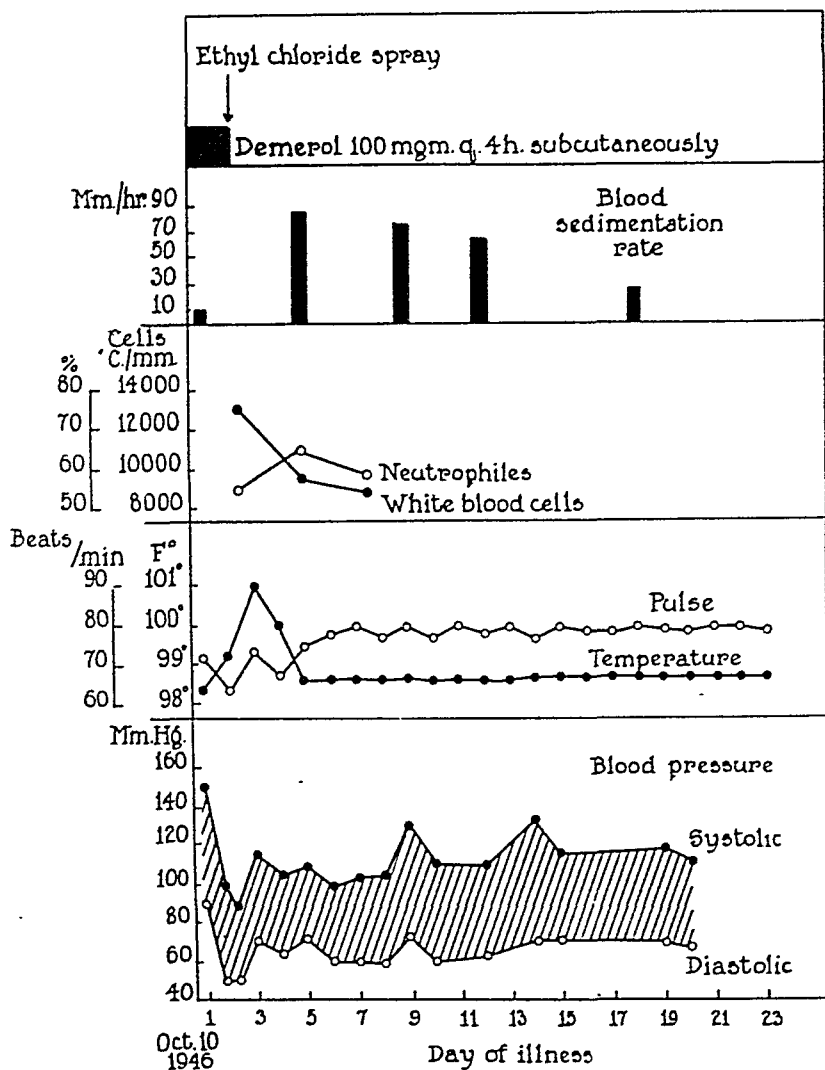 Ethyl chloride spray
Demerol 100 mgm. q. 4h. subcutaneously
Mm./hr. 90
70
50
30
10
Blood
sedimentation
rate
Cells
% °C./mm.
80 14000
70 12000
60 10000
50 8000
Neutrophiles
White blood cells
Beats
/min F°
90 101°
80 100°
70 99°
60 98°
Pulse
Temperature
Mm.Hg.
160
140
120
100
80
60
40
Blood pressure
Systolic
Diastolic
1 3 5 7 9 11 13 15 17 19 21 23
Oct. 10
1946
Day of illness